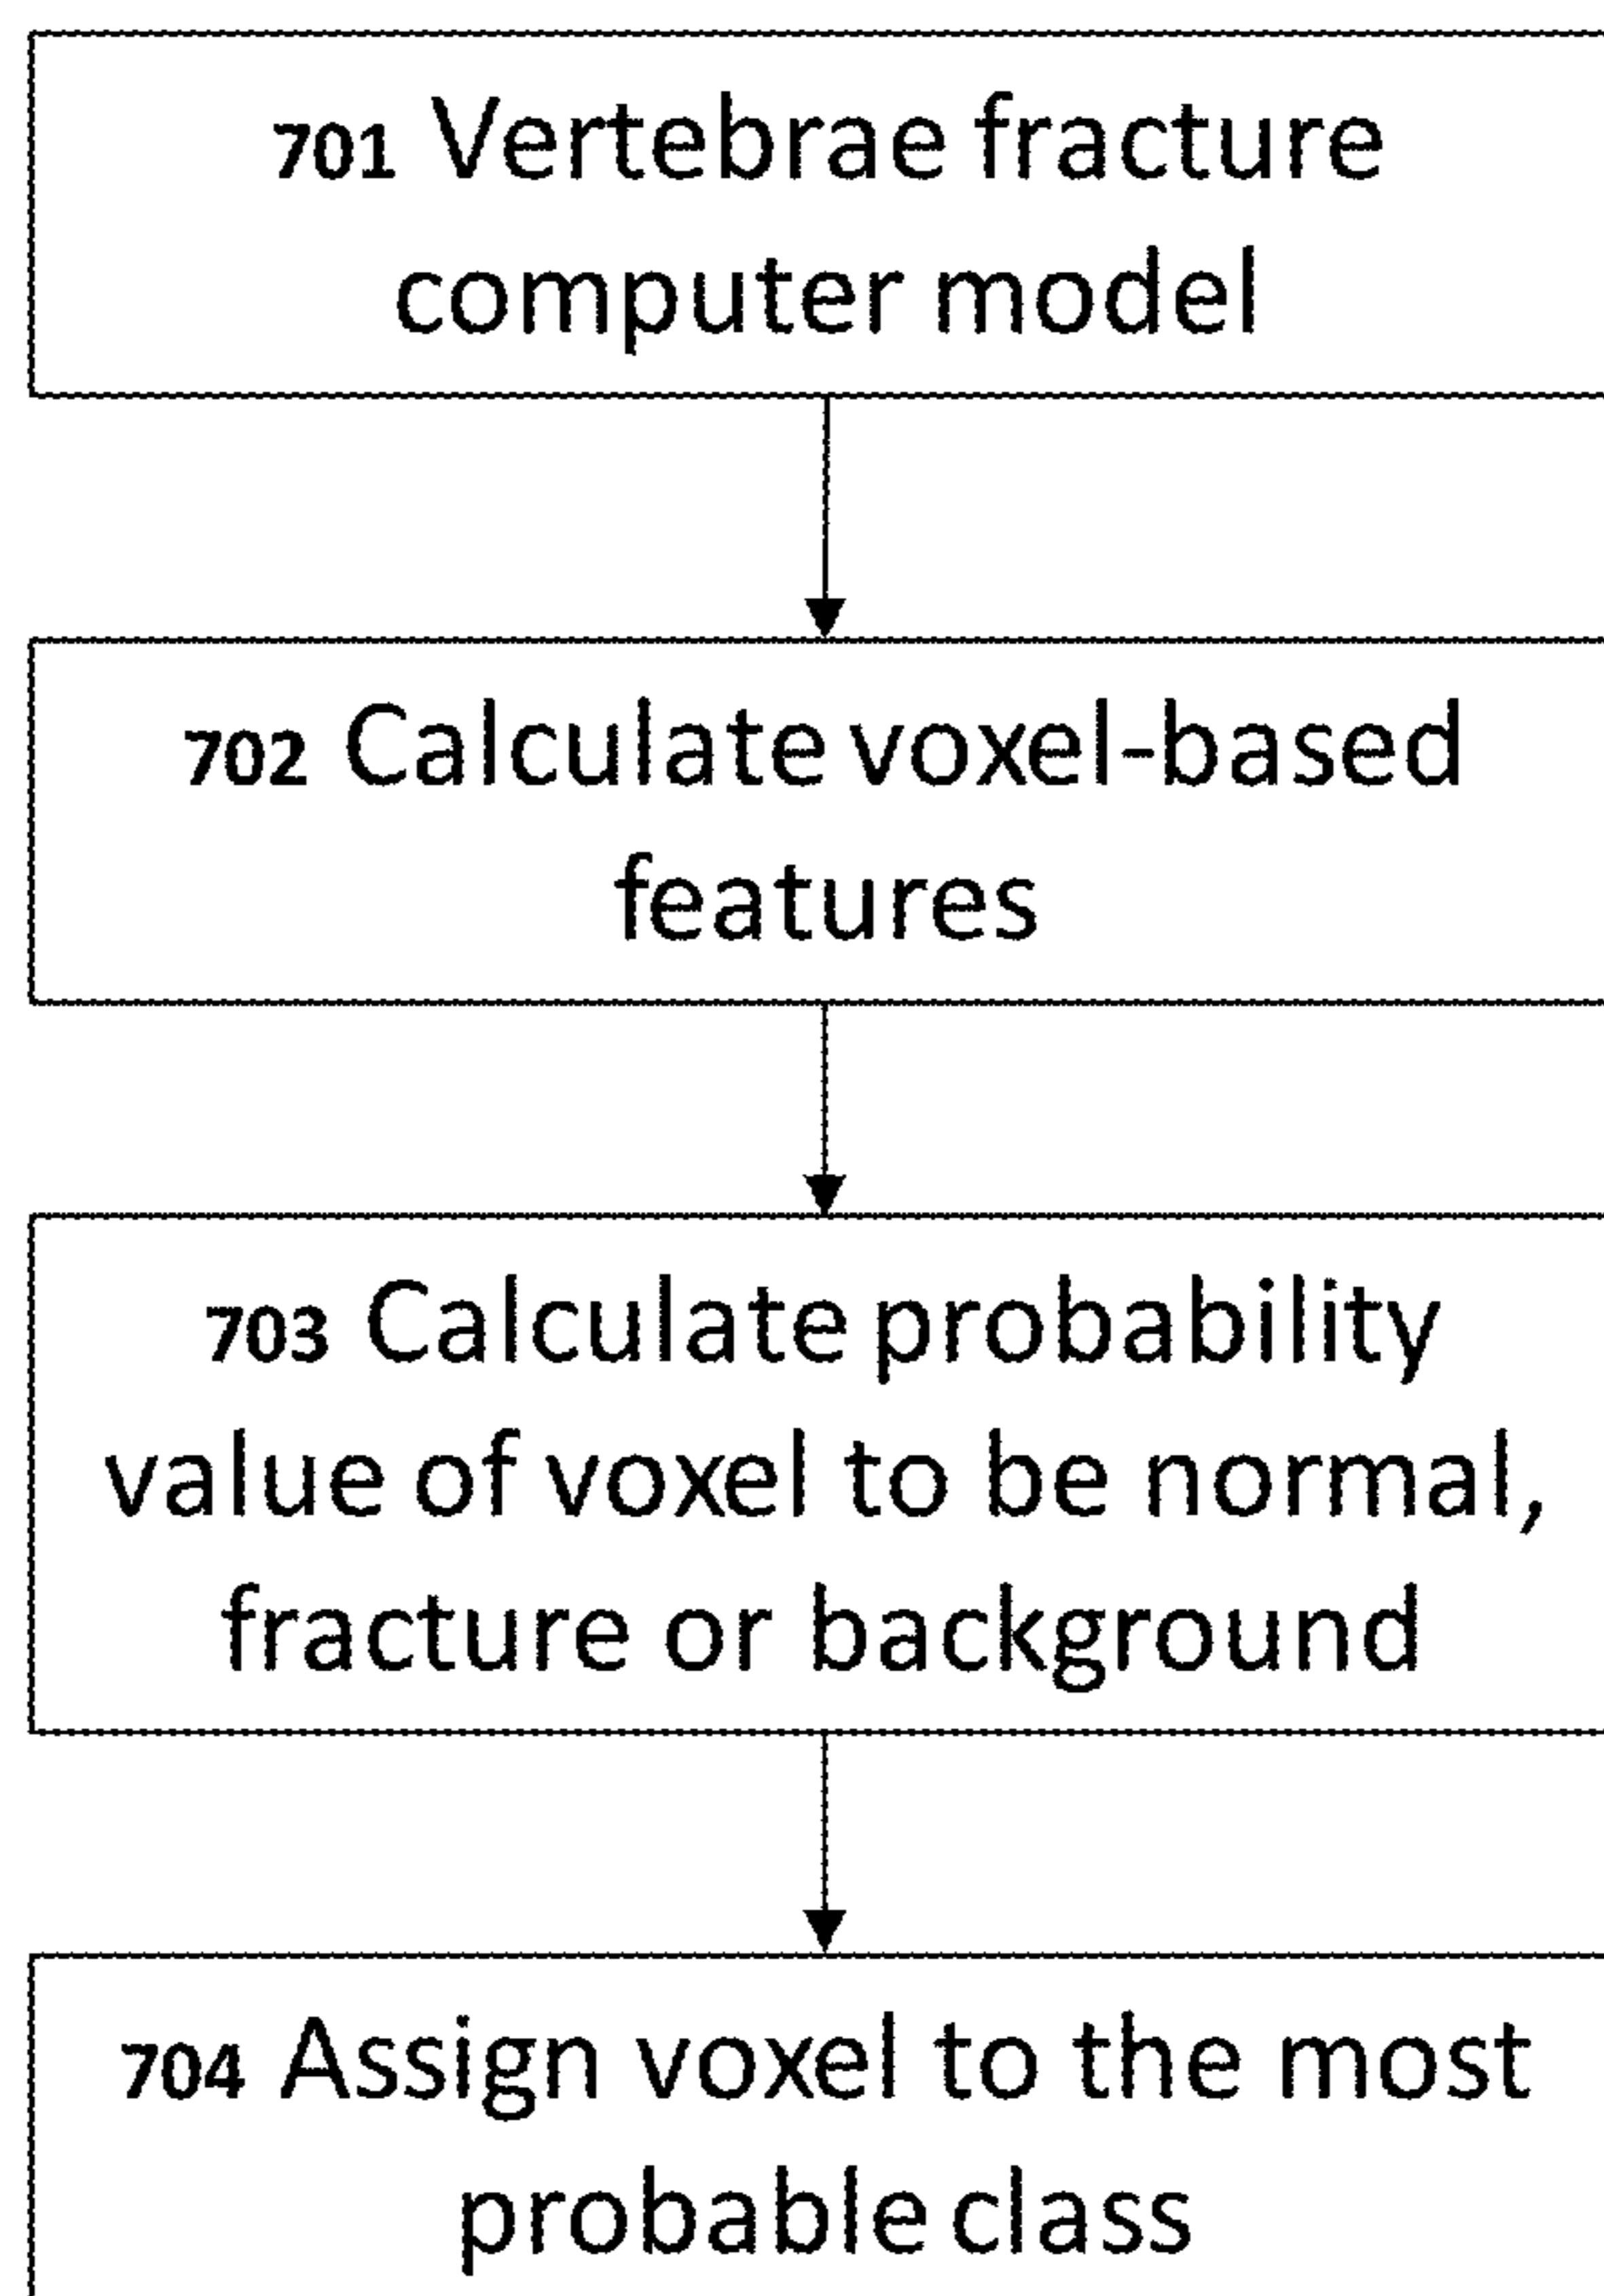 701 Vertebrae fracture
computer model
702 Calculate voxel-based
features
703 Calculate probability
value of voxel to be normal,
fracture or background
704 Assign voxel to the most
probable class